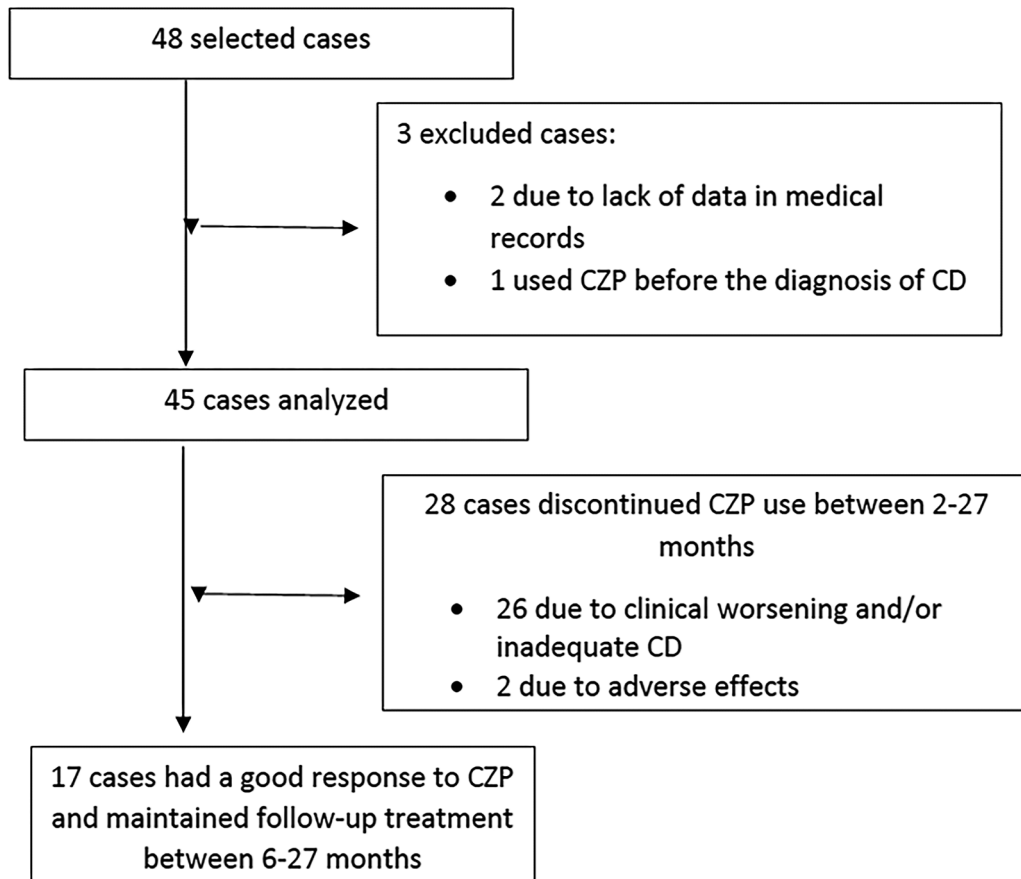 48 selected cases
3 excluded cases:
• 2 due to lack of data in medical
records
• 1 used CZP before the diagnosis of CD
45 cases analyzed
28 cases discontinued CZP use between 2-27
months
• 26 due to clinical worsening and/or
inadequate CD
• 2 due to adverse effects
17 cases had a good response to CZP
and maintained follow-up treatment
between 6-27 months